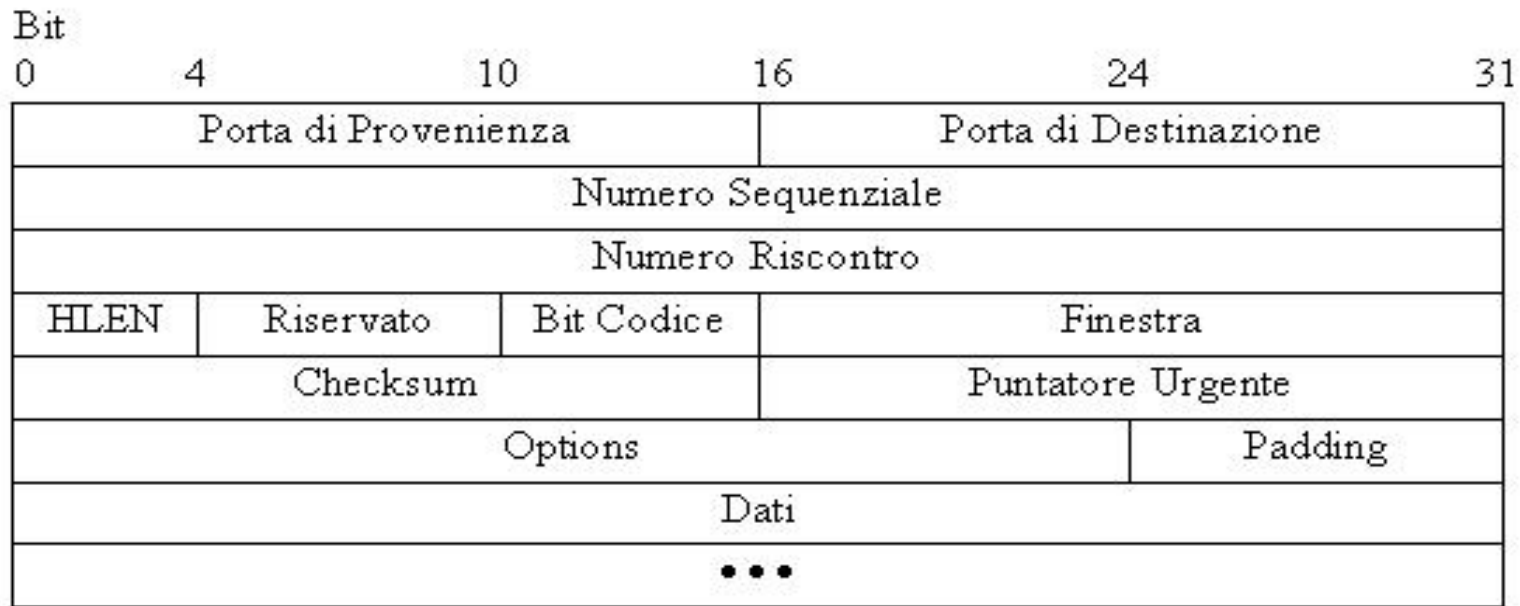 Bit
0 4 10 16 24 31
Porta di Provenienza Porta di Destinazione
Numero Sequenziale
Numero Riscontro
HLEN Riservato Bit Codice Finestra
Checksum Puntatore Urgente
Options Padding
Dati
•••